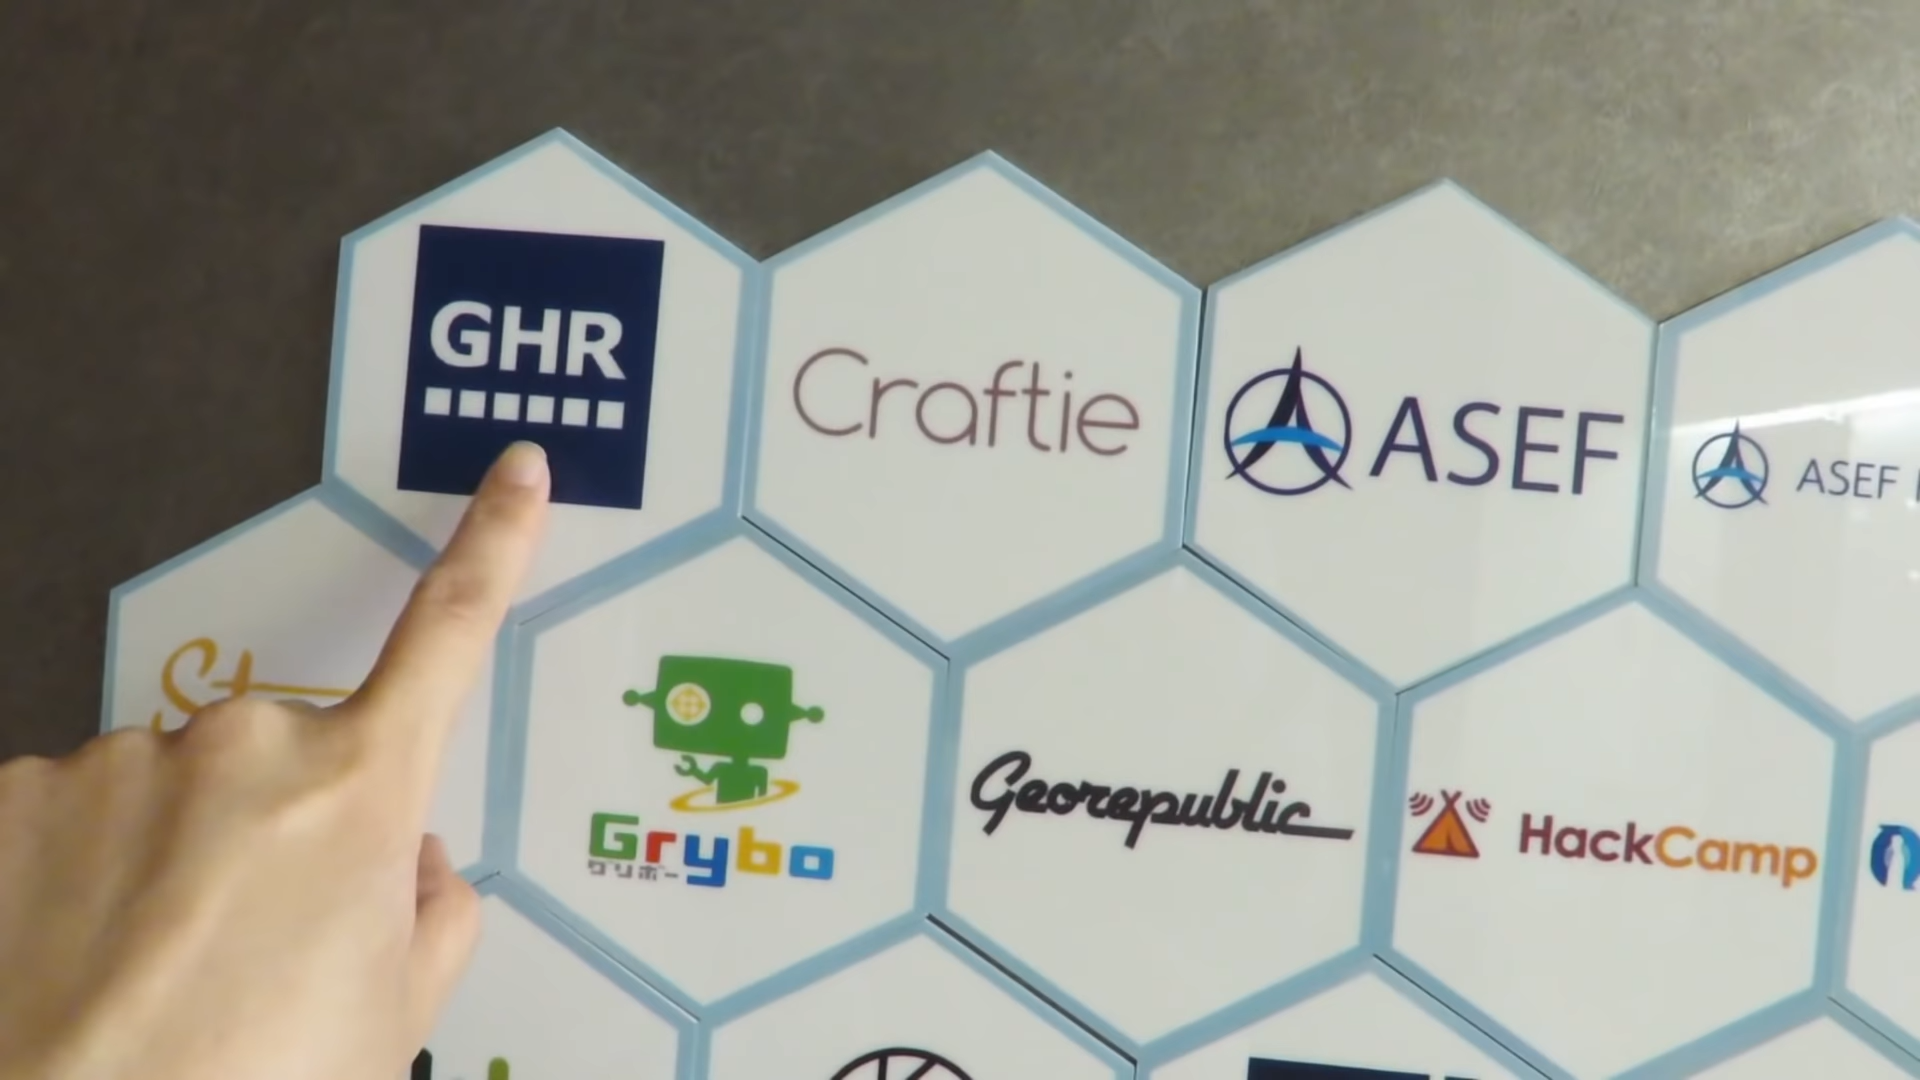 GHR
Craftie
ASEF
ASEF
Grybo
グリボー
Georepublic
HackCamp